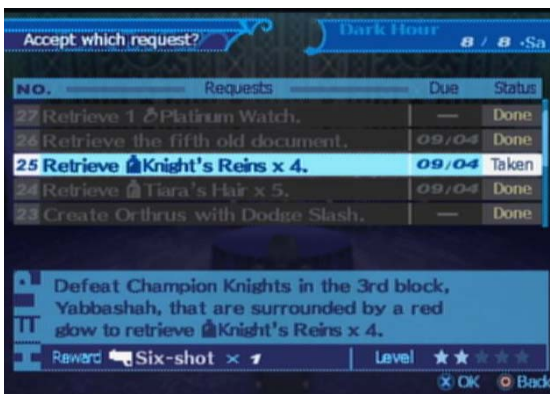 Dark Hour
Accept which request?
8 / 8 ·Sa
NO. Requests Due Status
27 Retrieve 1 Platinum Watch. — Done
26 Retrieve the fifth old document. 09/04 Done
25 Retrieve Knight's Reins x 4. 09/04 Taken
24 Retrieve Tiara's Hair x 5. 09/04 Done
23 Create Orthrus with Dodge Slash. — Done
HELP
Defeat Champion Knights in the 3rd block,
Yabbashah, that are surrounded by a red
glow to retrieve Knight's Reins x 4.
Reward Six-shot × 1 Level ★★★★★
OK Back